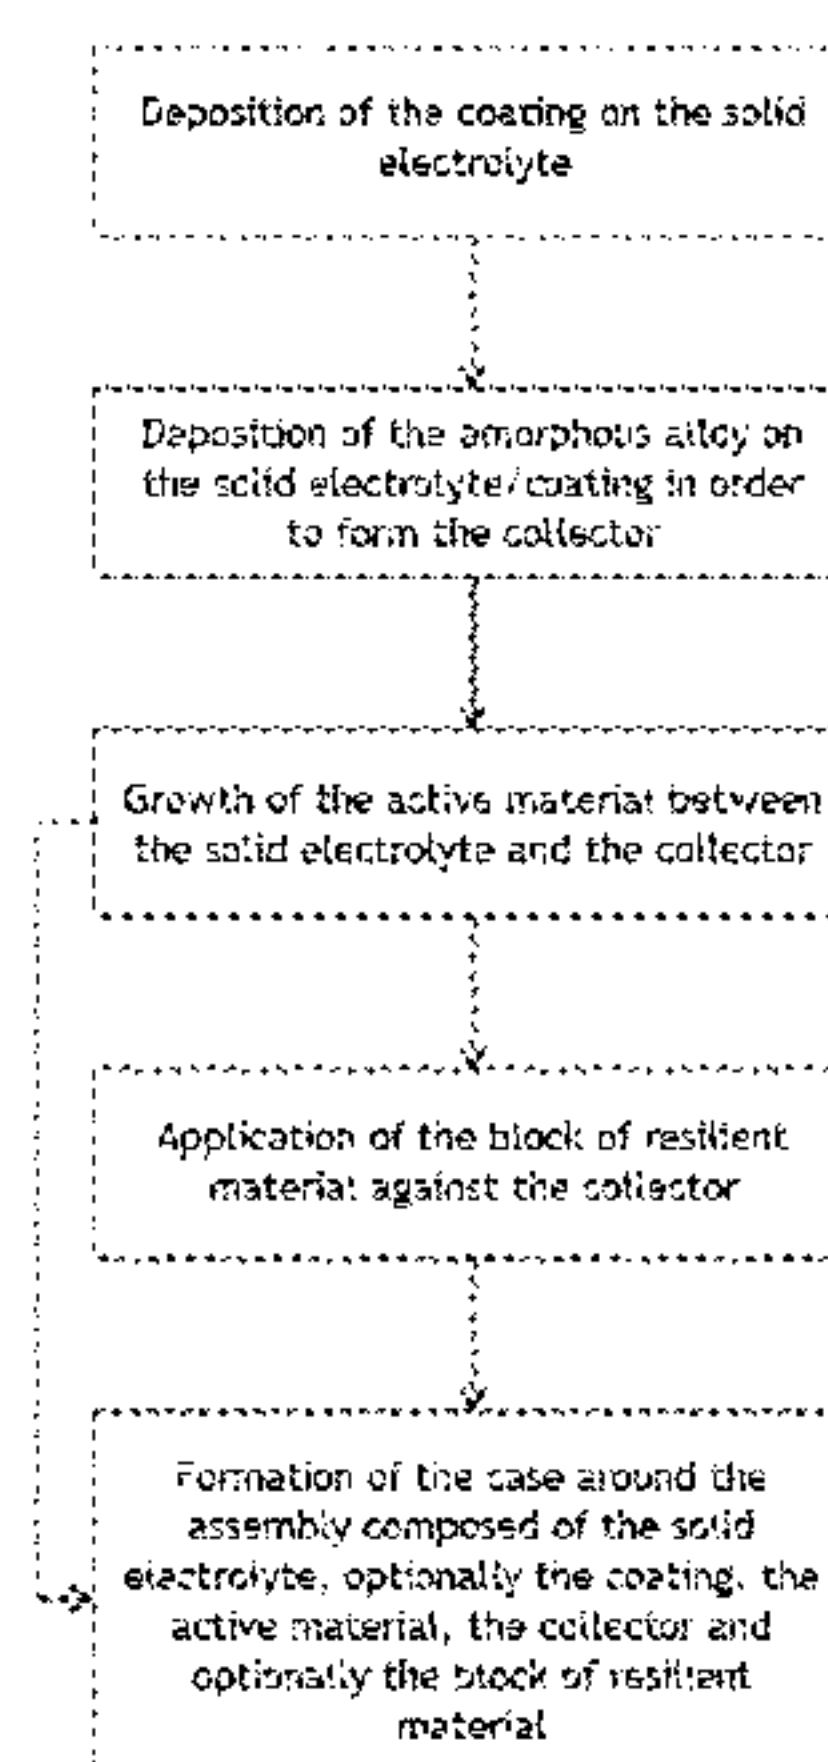 Deposition of the coating on the solid
electrolyte
Deposition of the amorphous alloy on
the solid electrolyte/coating in order
to form the collector
Growth of the active material between
the solid electrolyte and the collector
Application of the block of resilient
material against the collector
Formation of the case around the
assembly composed of the solid
electrolyte, optionally the coating, the
active material, the collector and
optionally the block of resilient
material